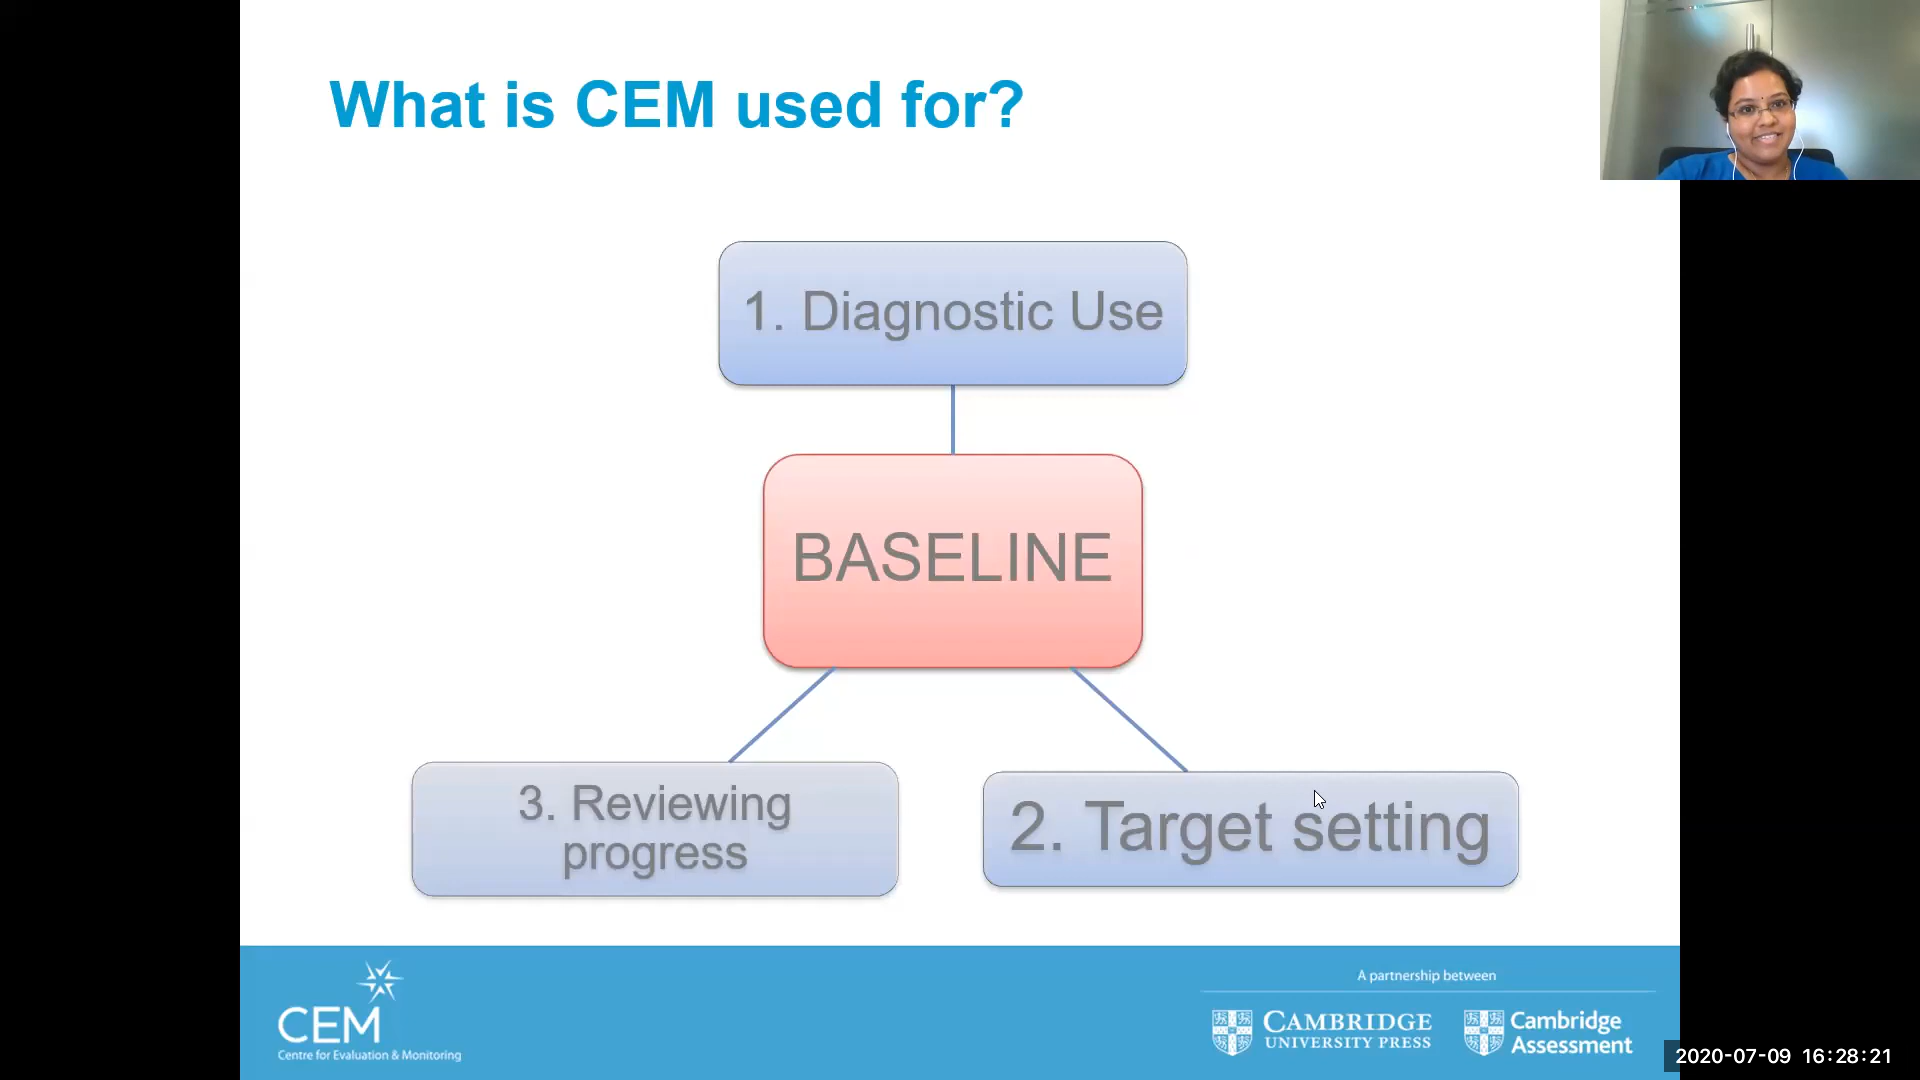 What is CEM used for?
1. Diagnostic Use
BASELINE
3. Reviewing
progress
2. Target setting
CEM
Centre for Evaluation & Monitoring
A partnership between
CAMBRIDGE
UNIVERSITY PRESS
Cambridge
Assessment
2020-07-09 16:28:21